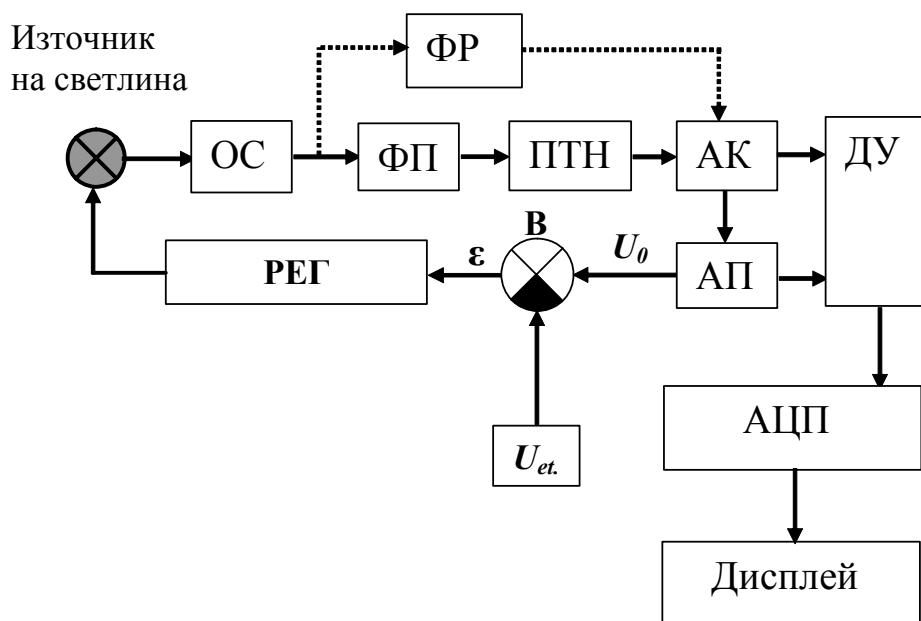 Източник
на светлина
ФР
ОС
ФП
ПТН
АК
ДУ
РЕГ
ε
В
U0
АП
Uet.
АЦП
Дисплей